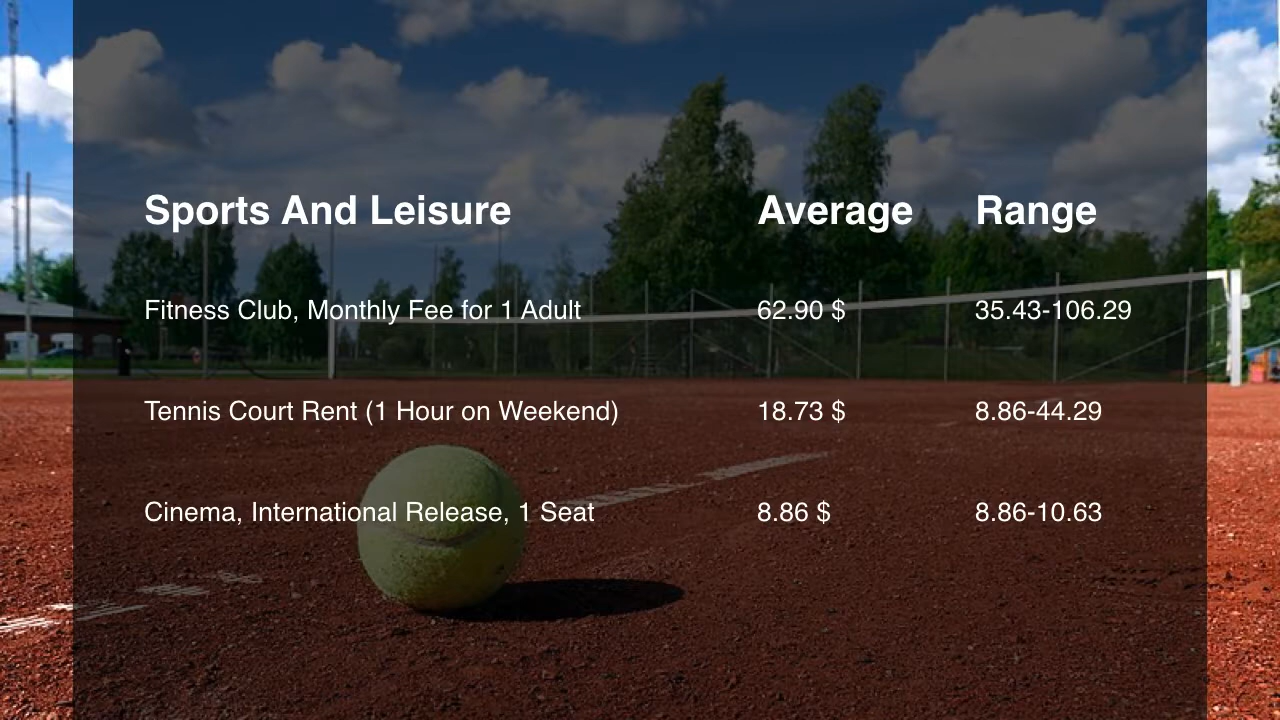 Sports And Leisure Average Range
Fitness Club, Monthly Fee for 1 Adult 62.90 $ 35.43-106.29
Tennis Court Rent (1 Hour on Weekend) 18.73 $ 8.86-44.29
Cinema, International Release, 1 Seat 8.86 $ 8.86-10.63